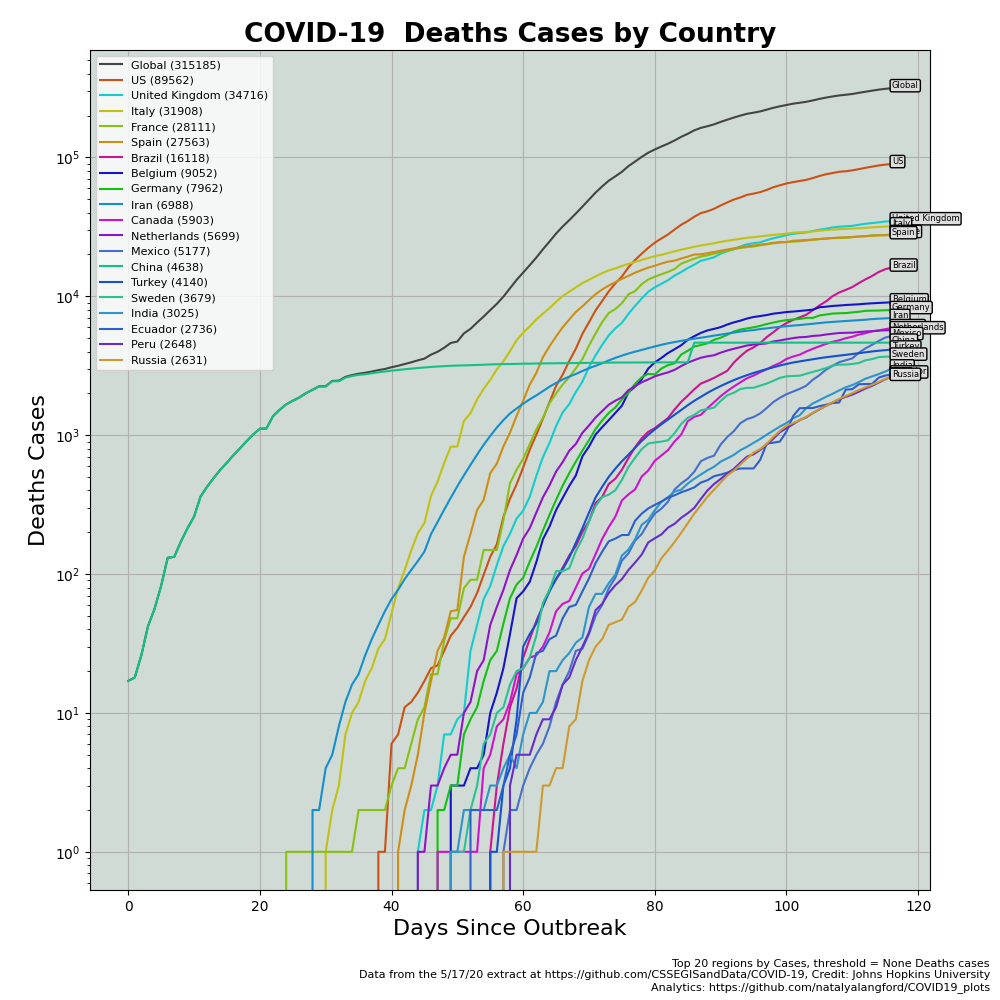 COVID-19  Deaths Cases by Country
Global (315185)
US (89562)
United Kingdom (34716)
Italy (31908)
France (28111)
Spain (27563)
Brazil (16118)
Belgium (9052)
Germany (7962)
Iran (6988)
Canada (5903)
Netherlands (5699)
Mexico (5177)
China (4638)
Turkey (4140)
Sweden (3679)
India (3025)
Ecuador (2736)
Peru (2648)
Russia (2631)
Global
US
United Kingdom
Italy
Spain
Brazil
Belgium
Germany
Iran
Netherlands
Mexico
China
Turkey
Sweden
India
Russia
Deaths Cases
10^5
10^4
10^3
10^2
10^1
10^0
0 20 40 60 80 100 120
Days Since Outbreak
Top 20 regions by Cases, threshold = None Deaths cases
Data from the 5/17/20 extract at https://github.com/CSSEGISandData/COVID-19, Credit: Johns Hopkins University
Analytics: https://github.com/natalyalangford/COVID19_plots